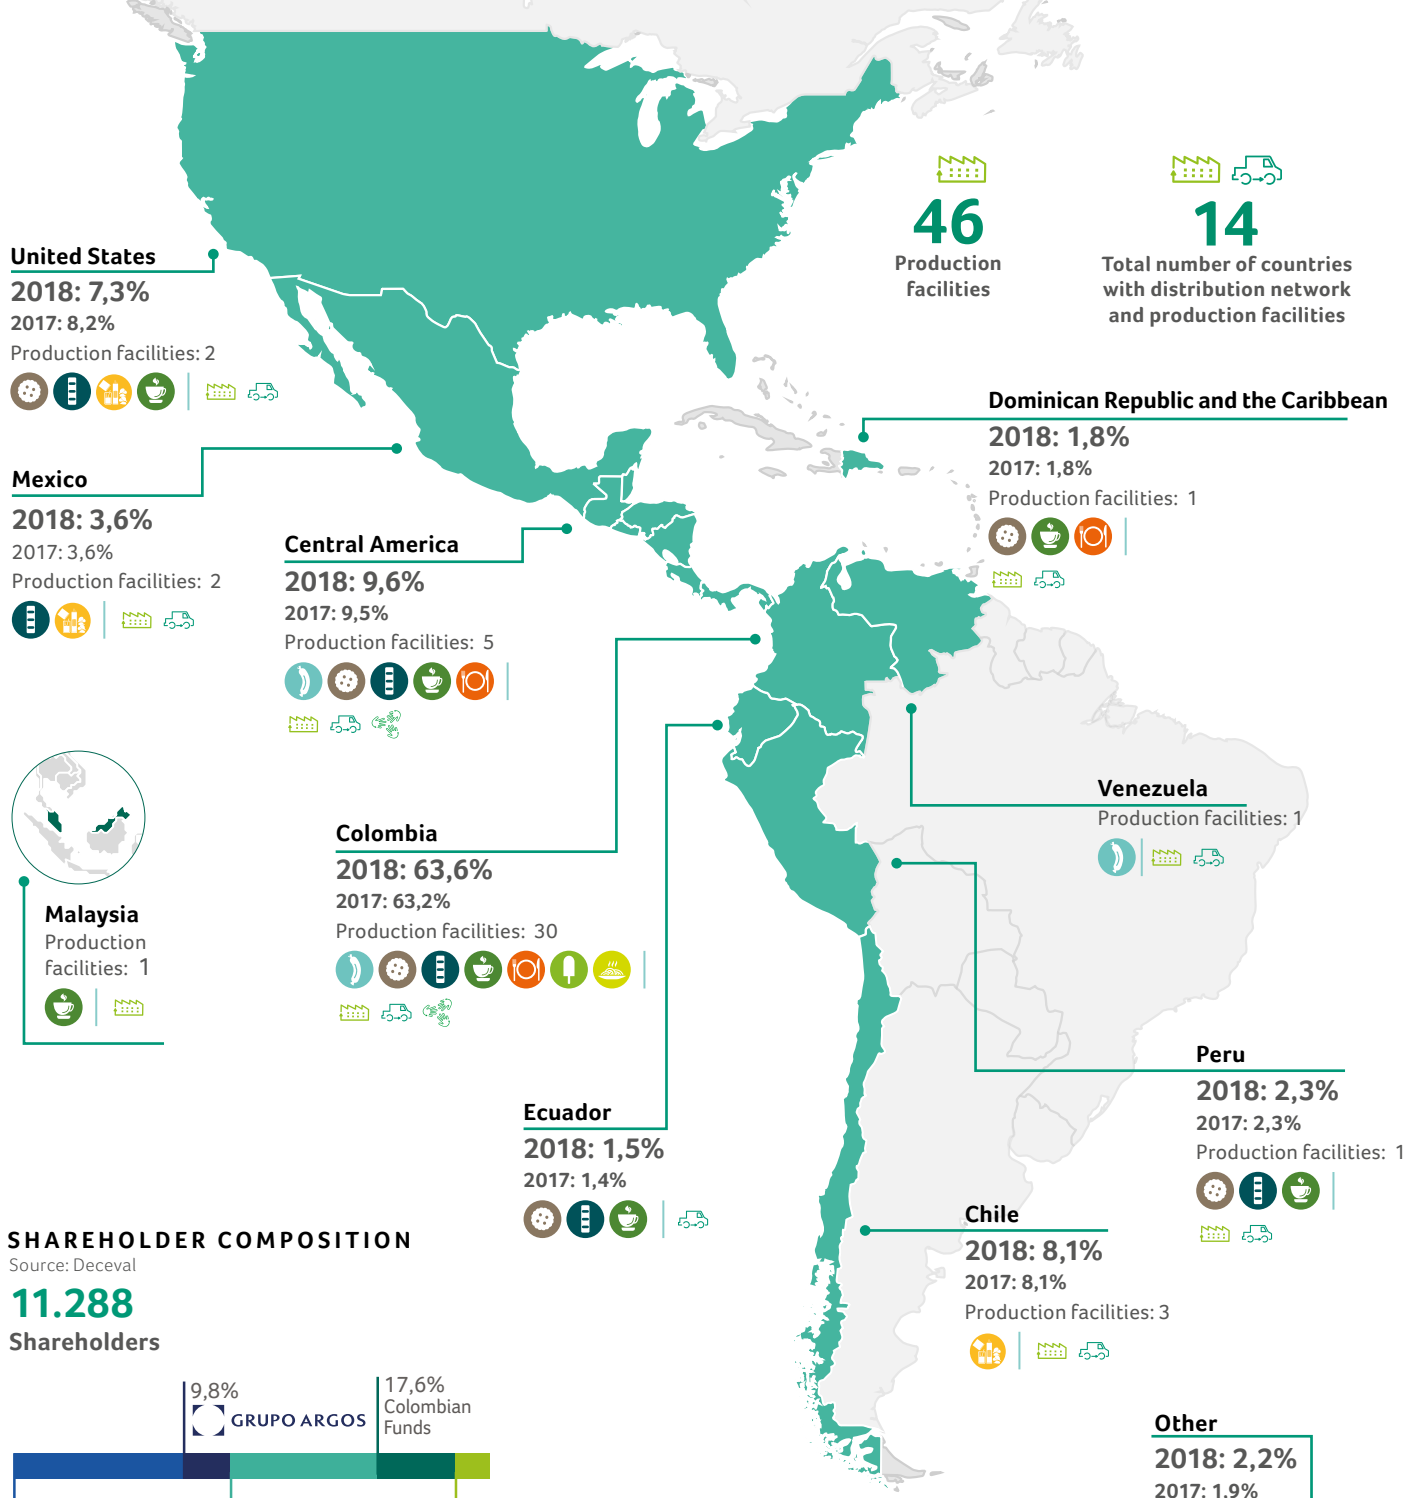 46
Production
facilities
14
Total number of countries
with distribution network
and production facilities
United States
2018: 7,3%
2017: 8,2%
Production facilities: 2
Dominican Republic and the Caribbean
2018: 1,8%
2017: 1,8%
Production facilities: 1
Mexico
2018: 3,6%
2017: 3,6%
Production facilities: 2
Central America
2018: 9,6%
2017: 9,5%
Production facilities: 5
Venezuela
Production facilities: 1
Colombia
2018: 63,6%
2017: 63,2%
Production facilities: 30
Malaysia
Production
facilities: 1
Peru
2018: 2,3%
2017: 2,3%
Production facilities: 1
Ecuador
2018: 1,5%
2017: 1,4%
Chile
2018: 8,1%
2017: 8,1%
Production facilities: 3
SHAREHOLDER COMPOSITION
Source: Deceval
11.288
Shareholders
9,8%
GRUPO ARGOS
17,6%
Colombian
Funds
Other
2018: 2,2%
2017: 1,9%